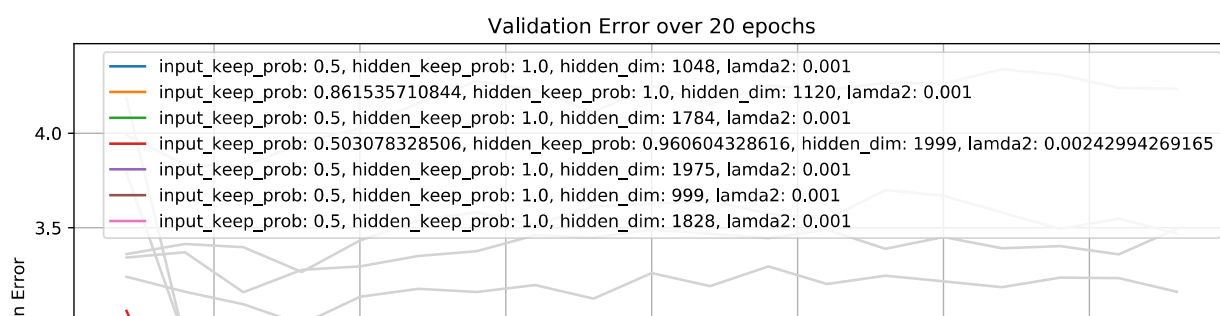 Validation Error over 20 epochs
input_keep_prob: 0.5, hidden_keep_prob: 1.0, hidden_dim: 1048, lamda2: 0.001
input_keep_prob: 0.861535710844, hidden_keep_prob: 1.0, hidden_dim: 1120, lamda2: 0.001
input_keep_prob: 0.5, hidden_keep_prob: 1.0, hidden_dim: 1784, lamda2: 0.001
input_keep_prob: 0.503078328506, hidden_keep_prob: 0.960604328616, hidden_dim: 1999, lamda2: 0.00242994269165
input_keep_prob: 0.5, hidden_keep_prob: 1.0, hidden_dim: 1975, lamda2: 0.001
input_keep_prob: 0.5, hidden_keep_prob: 1.0, hidden_dim: 999, lamda2: 0.001
input_keep_prob: 0.5, hidden_keep_prob: 1.0, hidden_dim: 1828, lamda2: 0.001
4.0
3.5
n Error